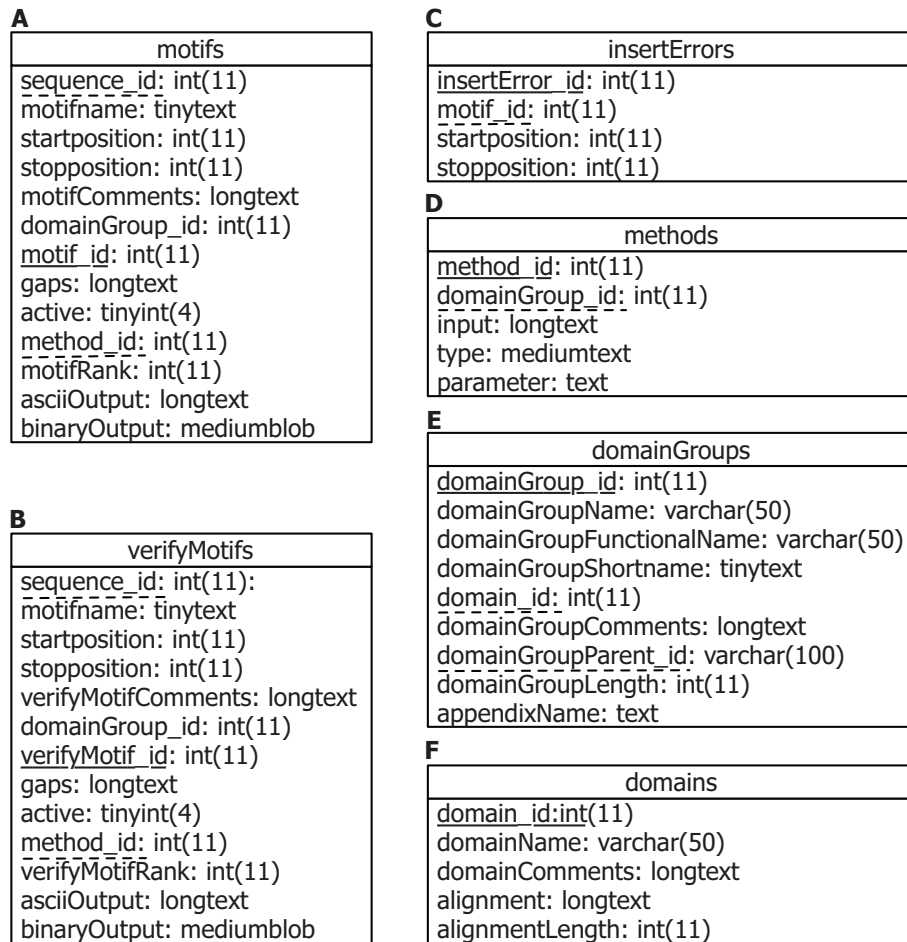 A
motifs
sequence_id: int(11)
motifname: tinytext
startposition: int(11)
stopposition: int(11)
motifComments: longtext
domainGroup_id: int(11)
motif_id: int(11)
gaps: longtext
active: tinyint(4)
method_id: int(11)
motifRank: int(11)
asciiOutput: longtext
binaryOutput: mediumblob
B
verifyMotifs
sequence_id: int(11):
motifname: tinytext
startposition: int(11)
stopposition: int(11)
verifyMotifComments: longtext
domainGroup_id: int(11)
verifyMotif_id: int(11)
gaps: longtext
active: tinyint(4)
method_id: int(11)
verifyMotifRank: int(11)
asciiOutput: longtext
binaryOutput: mediumblob
C
insertErrors
insertError_id: int(11)
motif_id: int(11)
startposition: int(11)
stopposition: int(11)
D
methods
method_id: int(11)
domainGroup_id: int(11)
input: longtext
type: mediumtext
parameter: text
E
domainGroups
domainGroup_id: int(11)
domainGroupName: varchar(50)
domainGroupFunctionalName: varchar(50)
domainGroupShortname: tinytext
domain_id: int(11)
domainGroupComments: longtext
domainGroupParent_id: varchar(100)
domainGroupLength: int(11)
appendixName: text
F
domains
domain_id:int(11)
domainName: varchar(50)
domainComments: longtext
alignment: longtext
alignmentLength: int(11)